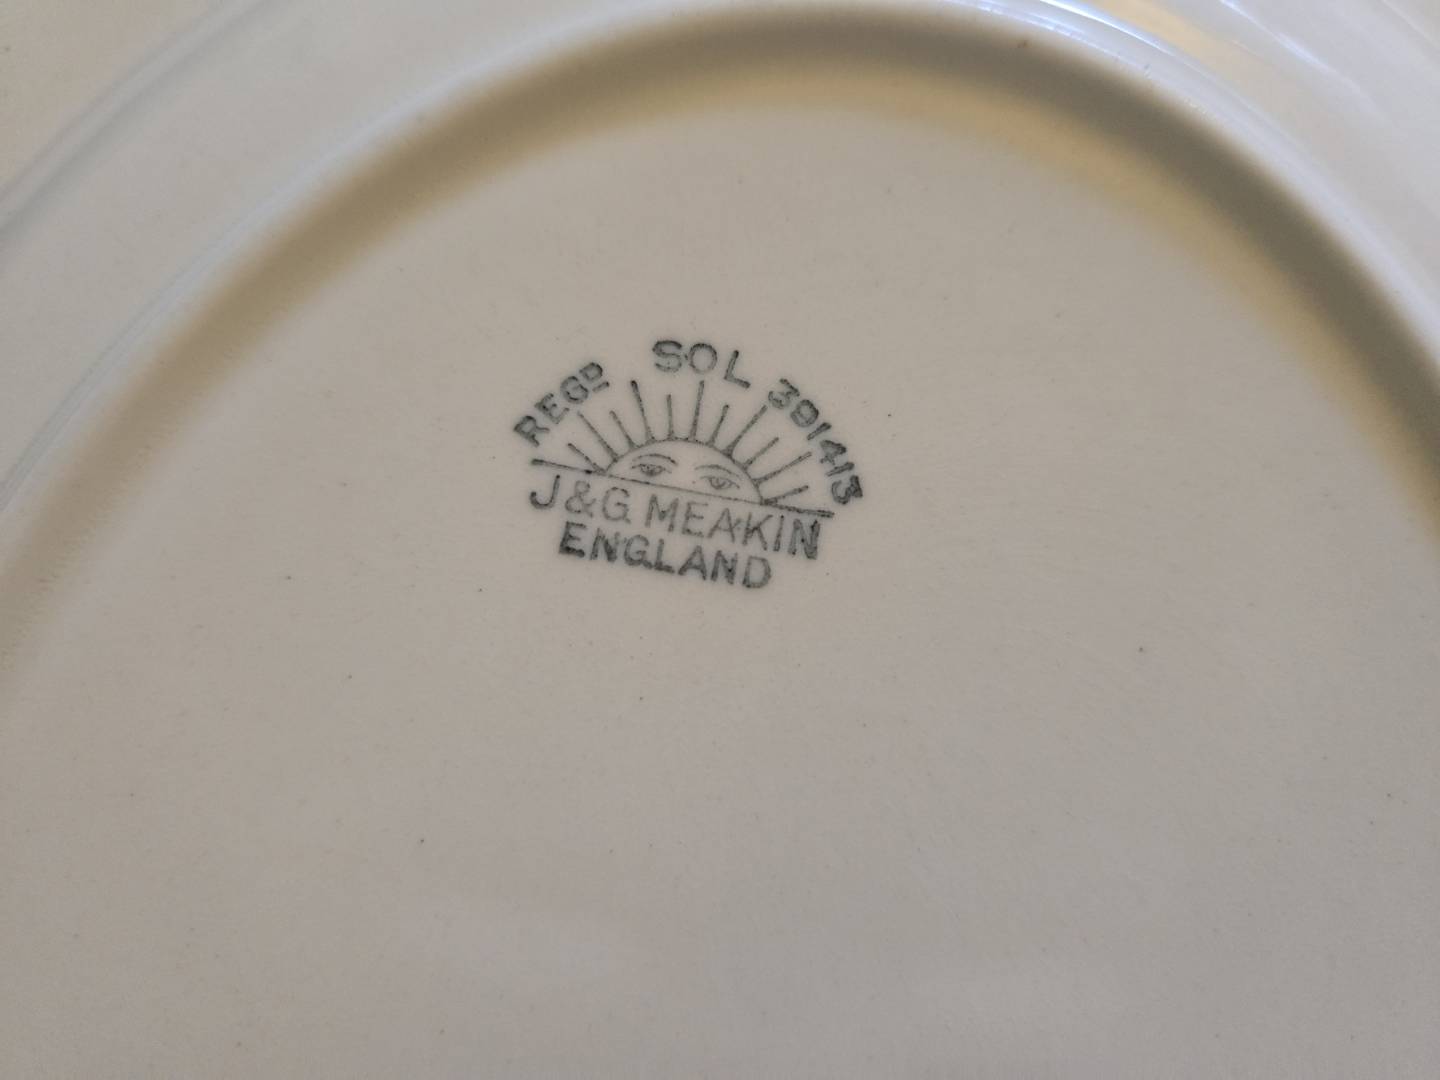 REGD SOL 391413
J&G. MEAKIN
ENGLAND